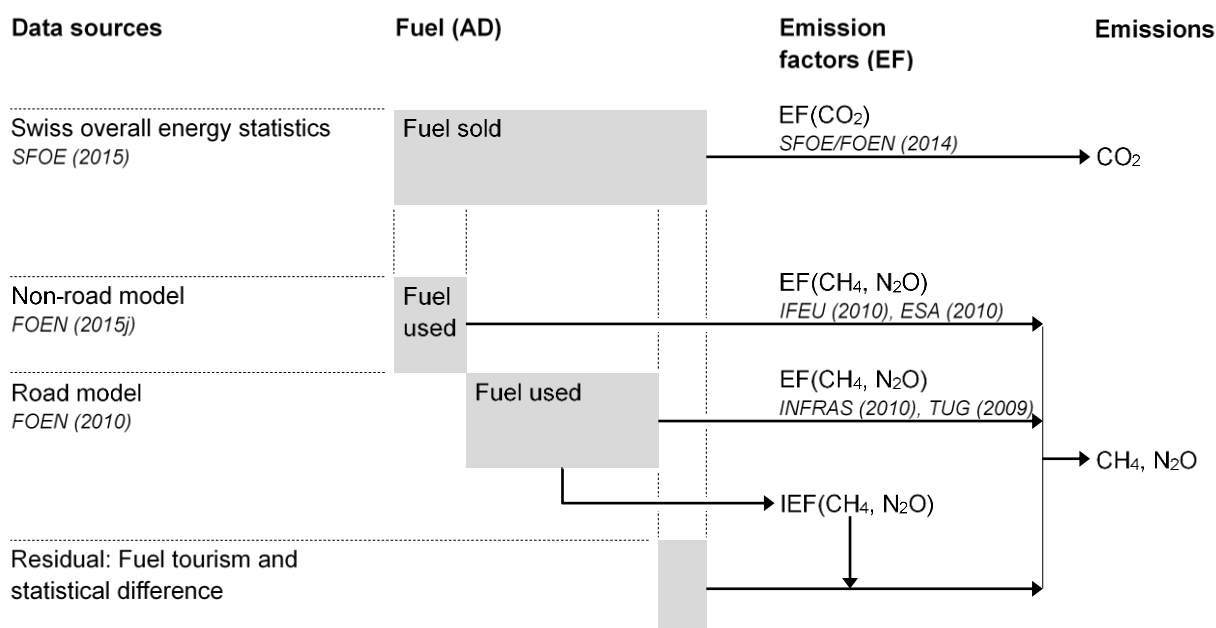 Data sources
Fuel (AD)
Emission
factors (EF)
Emissions
Swiss overall energy statistics
SFOE (2015)
Fuel sold
EF(CO₂)
SFOE/FOEN (2014)
CO₂
Non-road model
FOEN (2015j)
Fuel
used
EF(CH₄, N₂O)
IFEU (2010), ESA (2010)
Road model
FOEN (2010)
Fuel used
EF(CH₄, N₂O)
INFRAS (2010), TUG (2009)
CH₄, N₂O
IEF(CH₄, N₂O)
Residual: Fuel tourism and
statistical difference